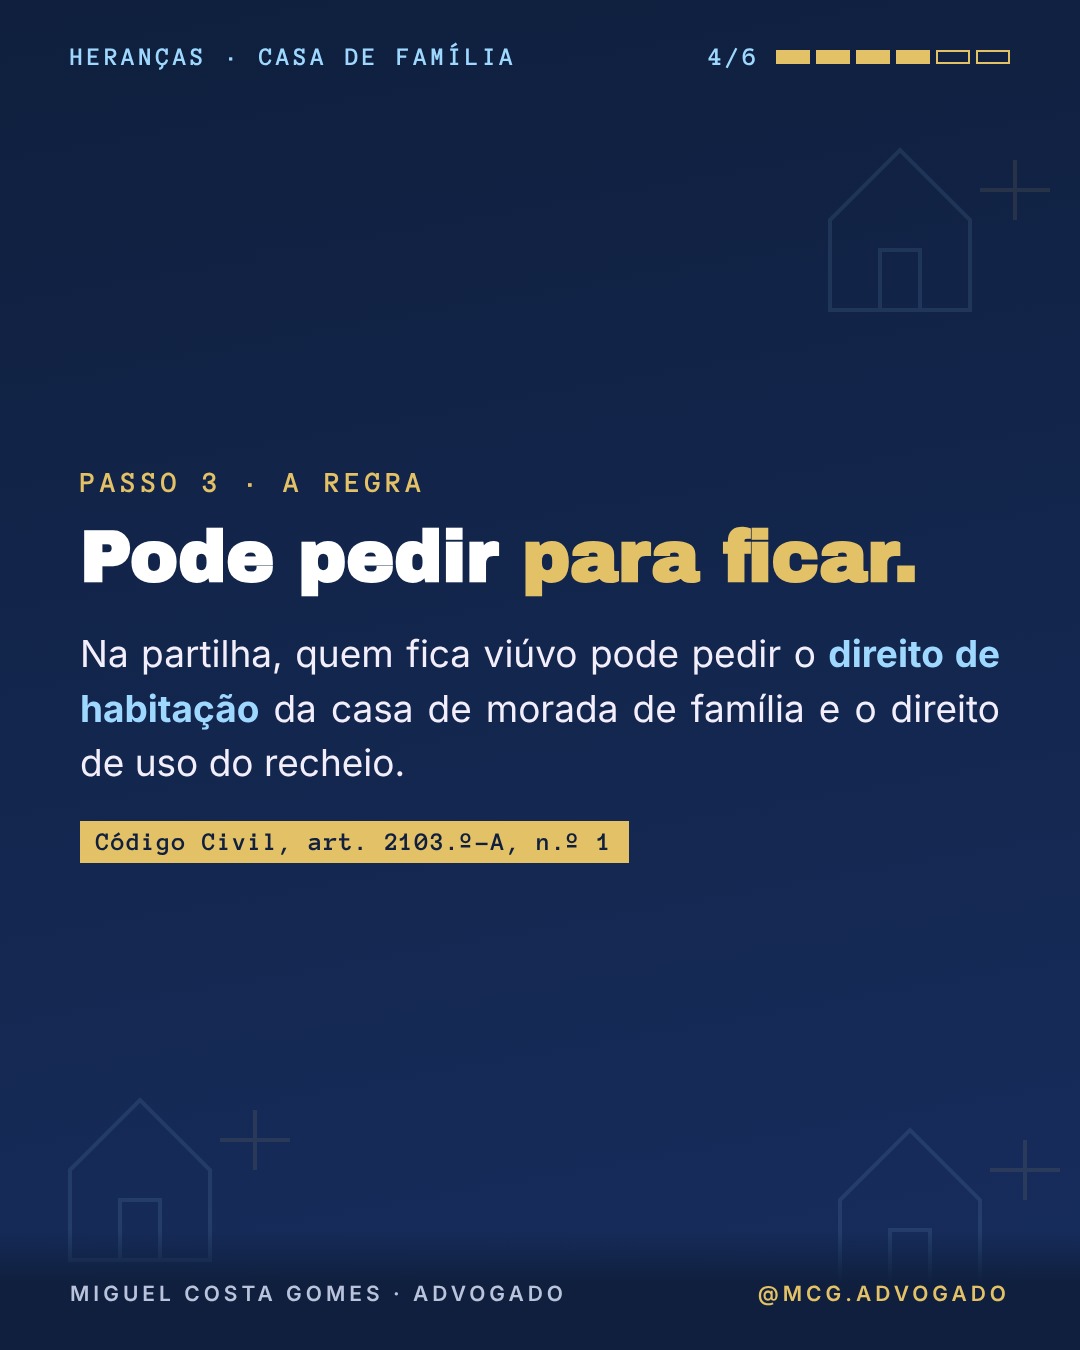 HERANÇAS · CASA DE FAMÍLIA
4/6
PASSO 3 · A REGRA
Pode pedir para ficar.
Na partilha, quem fica viúvo pode pedir o direito de
habitação da casa de morada de família e o direito
de uso do recheio.
Código Civil, art. 2103.º-A, n.º 1
MIGUEL COSTA GOMES · ADVOGADO
@MCG.ADVOGADO